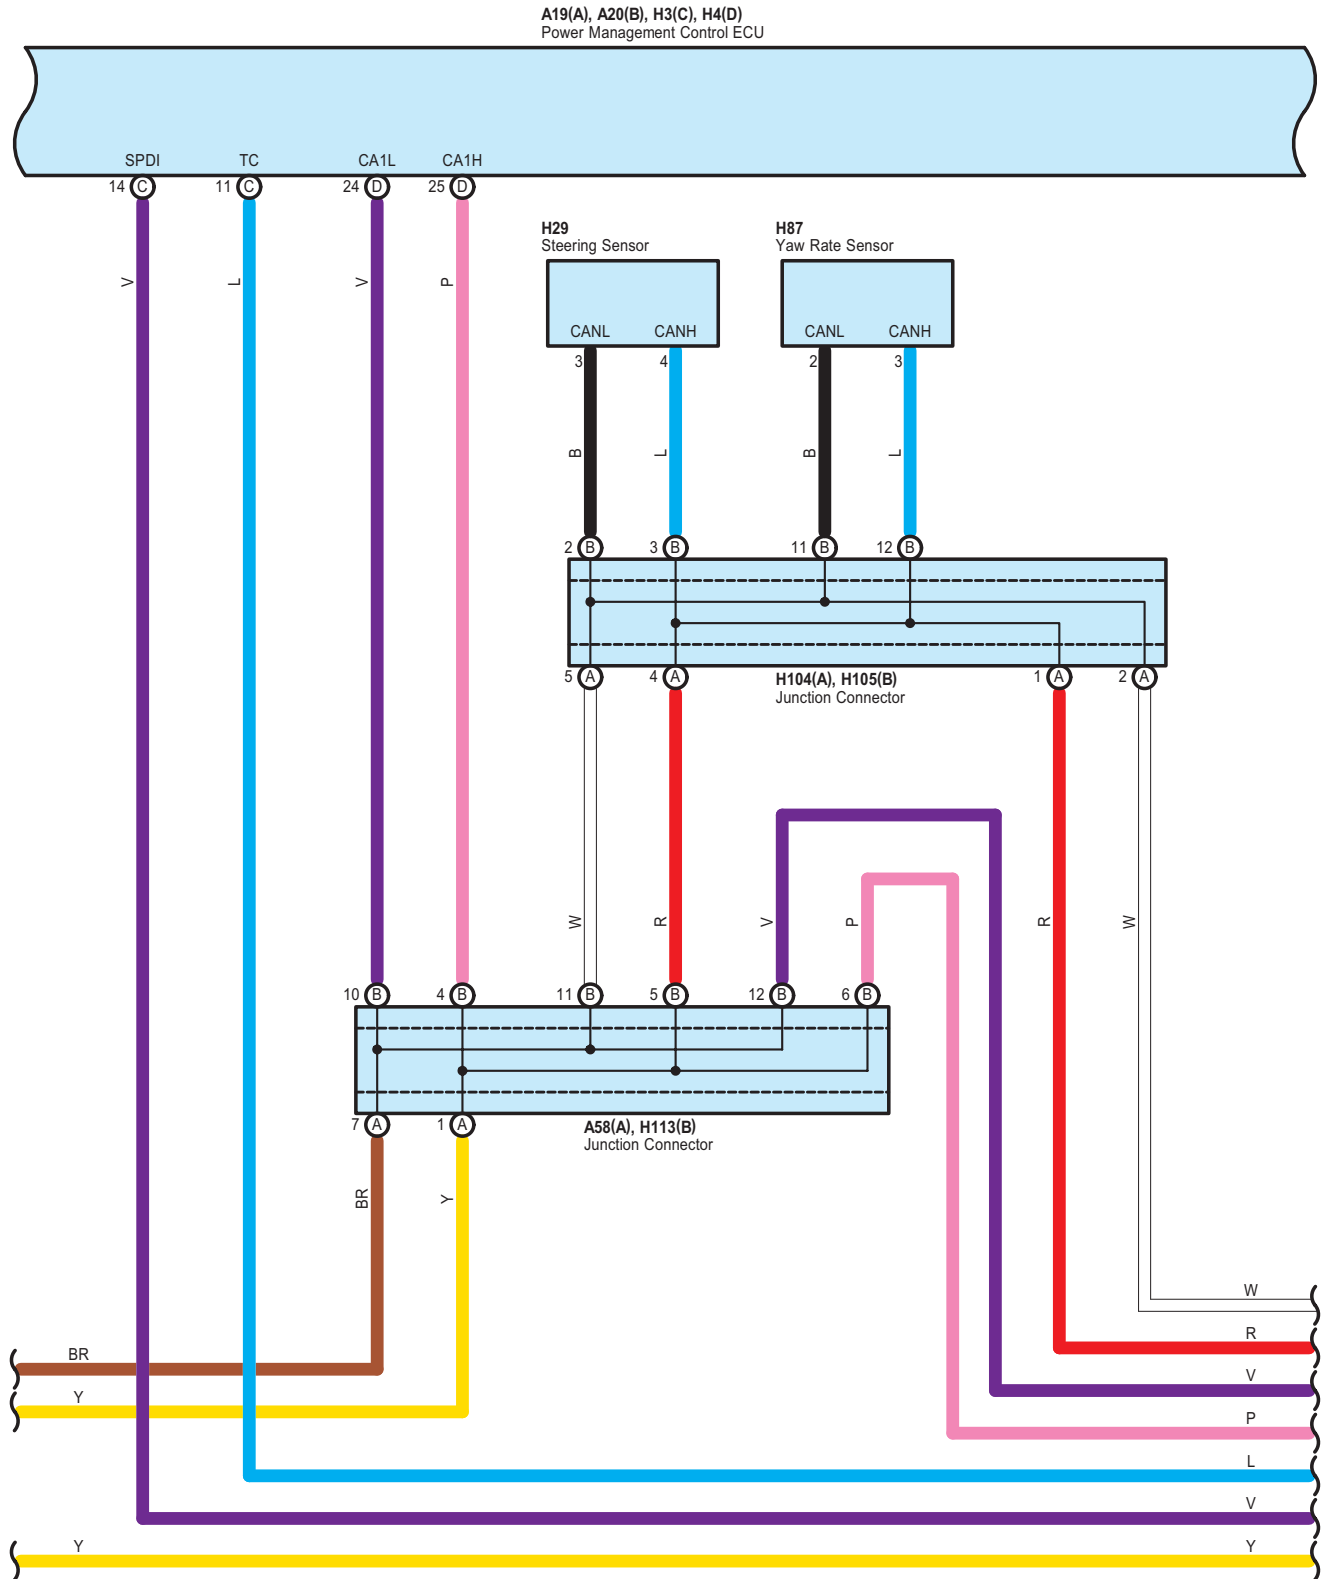 A19(A), A20(B), H3(C), H4(D)
Power Management Control ECU
SPDI TC CA1L CA1H
14 C 11 C 24 D 25 D
H29 H87
Steering Sensor Yaw Rate Sensor
V L V P
CANL CANH CANL CANH
3 4 2 3
B L B L
2 B 3 B 11 B 12 B
5 A 4 A 1 A 2 A
H104(A), H105(B)
Junction Connector
W R V P R W
10 B 4 B 11 B 5 B 12 B 6 B
7 A 1 A
A58(A), H113(B)
Junction Connector
BR Y
W
R
BR
V
Y
P
L
V
Y Y